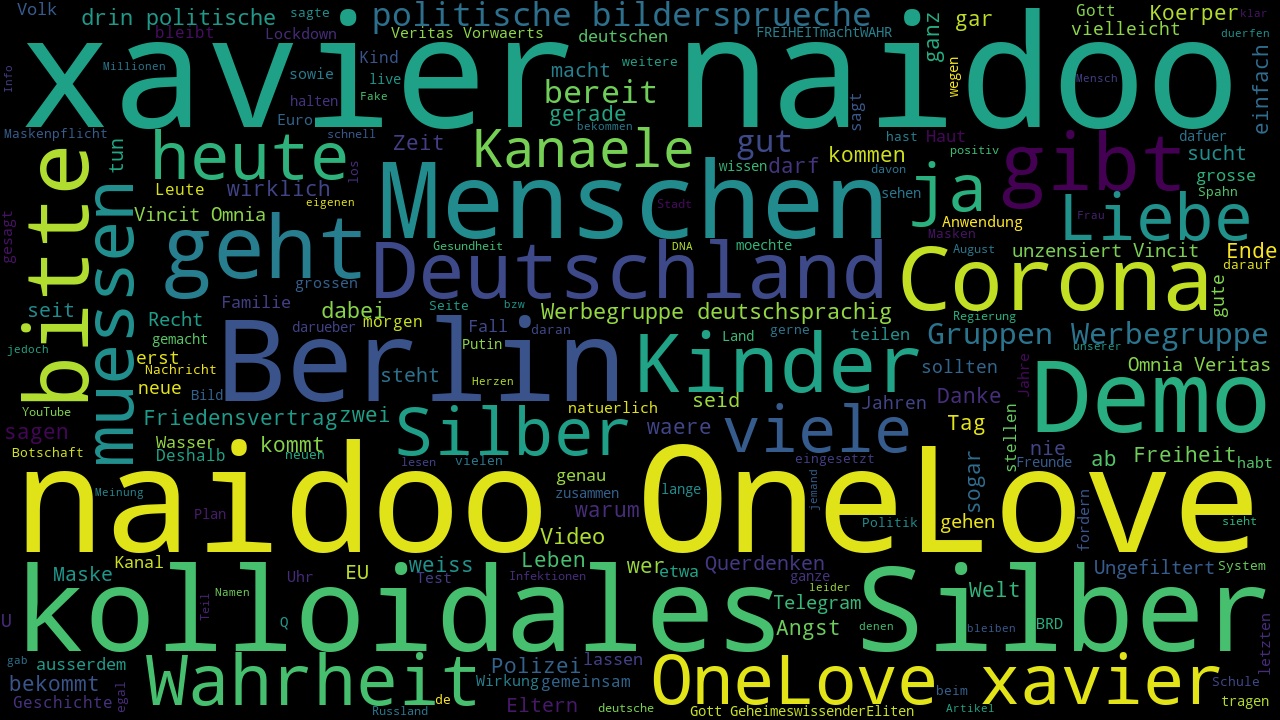 Volk
drin politische
sagte
politische bildersprueche
gar
Gott
Koerper
klar
bleibt
Lockdown
Veritas Vorwaerts
deutschen
FREIHEITmachtWAHR
ganz
vielleicht
duerfen
xavier naidoo
Info
Millionen
sowie
Kind
live
weitere
macht
wegen
Mensch
einfach
halten
Fake
bereit
Euro
gerade
sagt
Maskenpflicht
schnell
bekommen
hast
Haut
dafuer
tun
heute
Zeit
Kanaele
gut
kommen
positiv
gibt
sucht
los
wissen
darf
davon
ja
grosse
bitte
muessen
Leute
wirklich
eigenen
Menschen
sehen
Spahn
Vincit Omnia
Stadt
Anwendung
Frau
Liebe
gesagt
geht
Gesundheit
DNA
moechte
Masken
August
unzensiert Vincit
Ende
Deutschland
Corona
darauf
grossen
gute
seit
Familie
dabei
Seite
bzw
Werbegruppe deutschsprachig
Regierung
Recht
darueber
morgen
Fall
daran
Land
gerne
teilen
Gruppen Werbegruppe
gemacht
Putin
jedoch
erst
Berlin
Kinder
unserer
Nachricht
steht
Herzen
sollten
Jahre
Omnia Veritas
neue
Bild
seid
Jahren
Danke
Demo
YouTube
Friedensvertrag
zwei
natuerlich
sagen
Silber
waere
viele
Tag
stellen
Wasser
kommt
nie
Botschaft
Deshalb
neuen
lesen
vielen
eingesetzt
sogar
Freunde
ab
Freiheit
habt
genau
naidoo OneLove
Meinung
zusammen
lange
jemand
Plan
warum
Politik
gehen
fordern
sieht
Video
Kanal
weiss
Leben
wer
Querdenken
Maske
Uhr
EU
Test
Infektionen
etwa
ganze
Ungefiltert
System
Namen
leider
Welt
kolloidales Silber
U
Teil
Q
Telegram
Angst
denen
bleiben
BRD
gab
ausserdem
Wahrheit
Polizei
lassen
letzten
bekommt
Wirkung
gemeinsam
OneLove xavier
beim
Schule
Geschichte
egal
de
Eltern
tragen
Russland
deutsche
Gott GeheimeswissenderEliten
Artikel